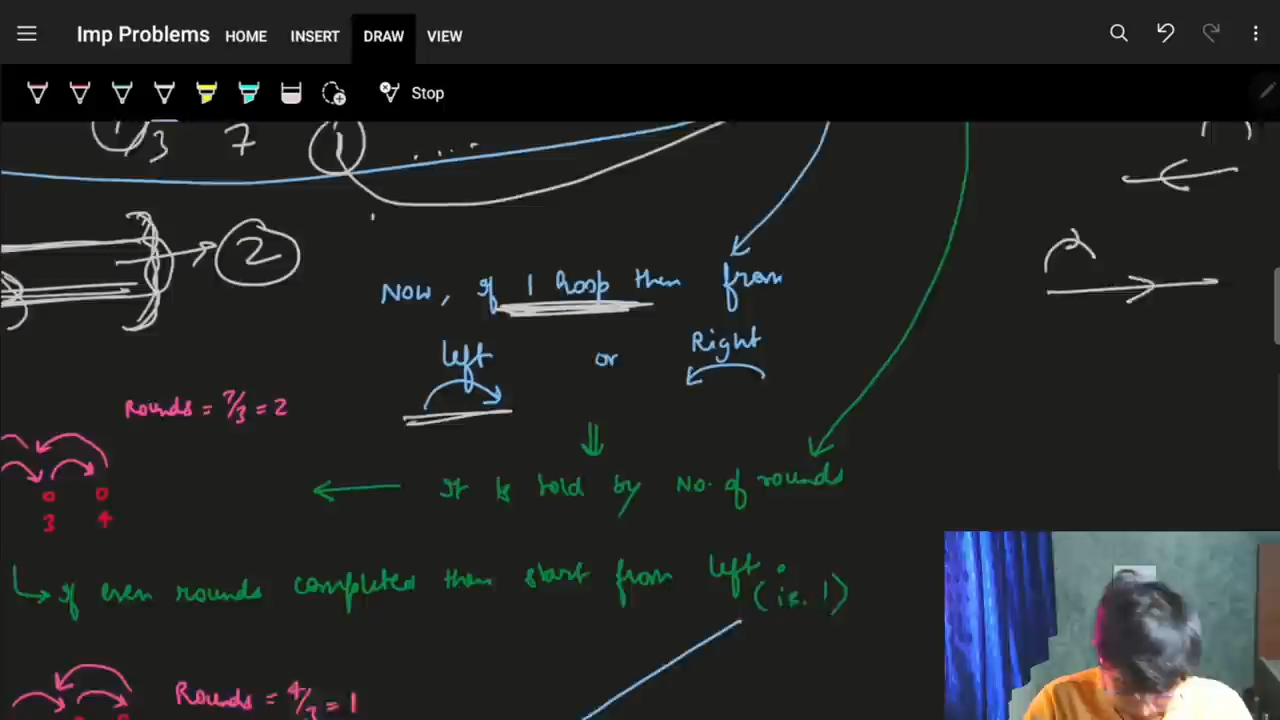 Imp Problems HOME INSERT DRAW VIEW
Stop
3 7 1 ....
2
Now, if 1 hoop then from
left or Right
Rounds = 7/3 = 2
It is told by No. of rounds
3 4
↳ if even rounds completed then start from left. (i.e. 1)
Rounds = 4/3 = 1